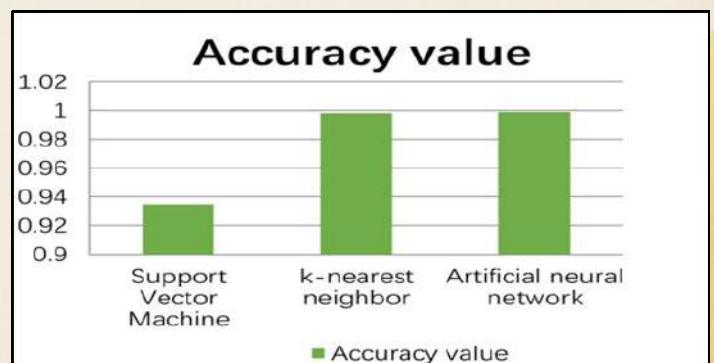 Accuracy value
1.02
1
0.98
0.96
0.94
0.92
0.9
Support Vector Machine
k-nearest neighbor
Artificial neural network
Accuracy value